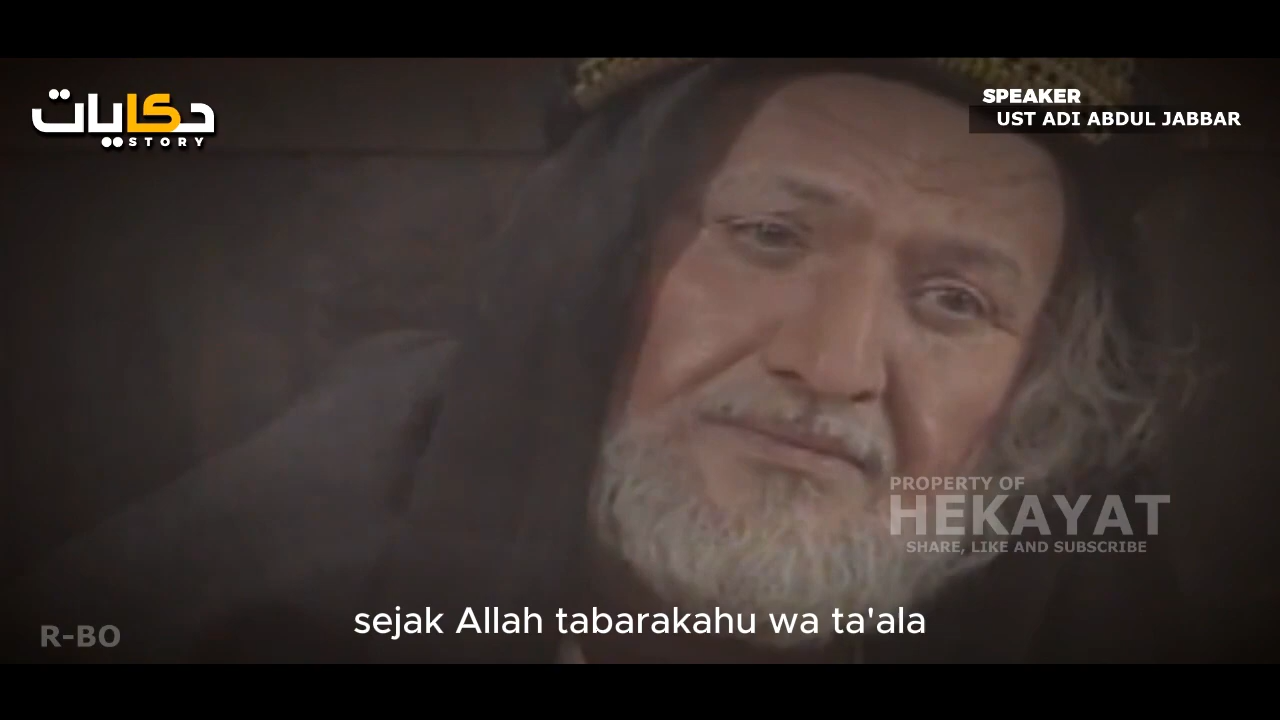 حكايات
STORY
SPEAKER
UST ADI ABDUL JABBAR
PROPERTY OF
HEKAYAT
SHARE, LIKE AND SUBSCRIBE
sejak Allah tabarakahu wa ta'ala
R-BO